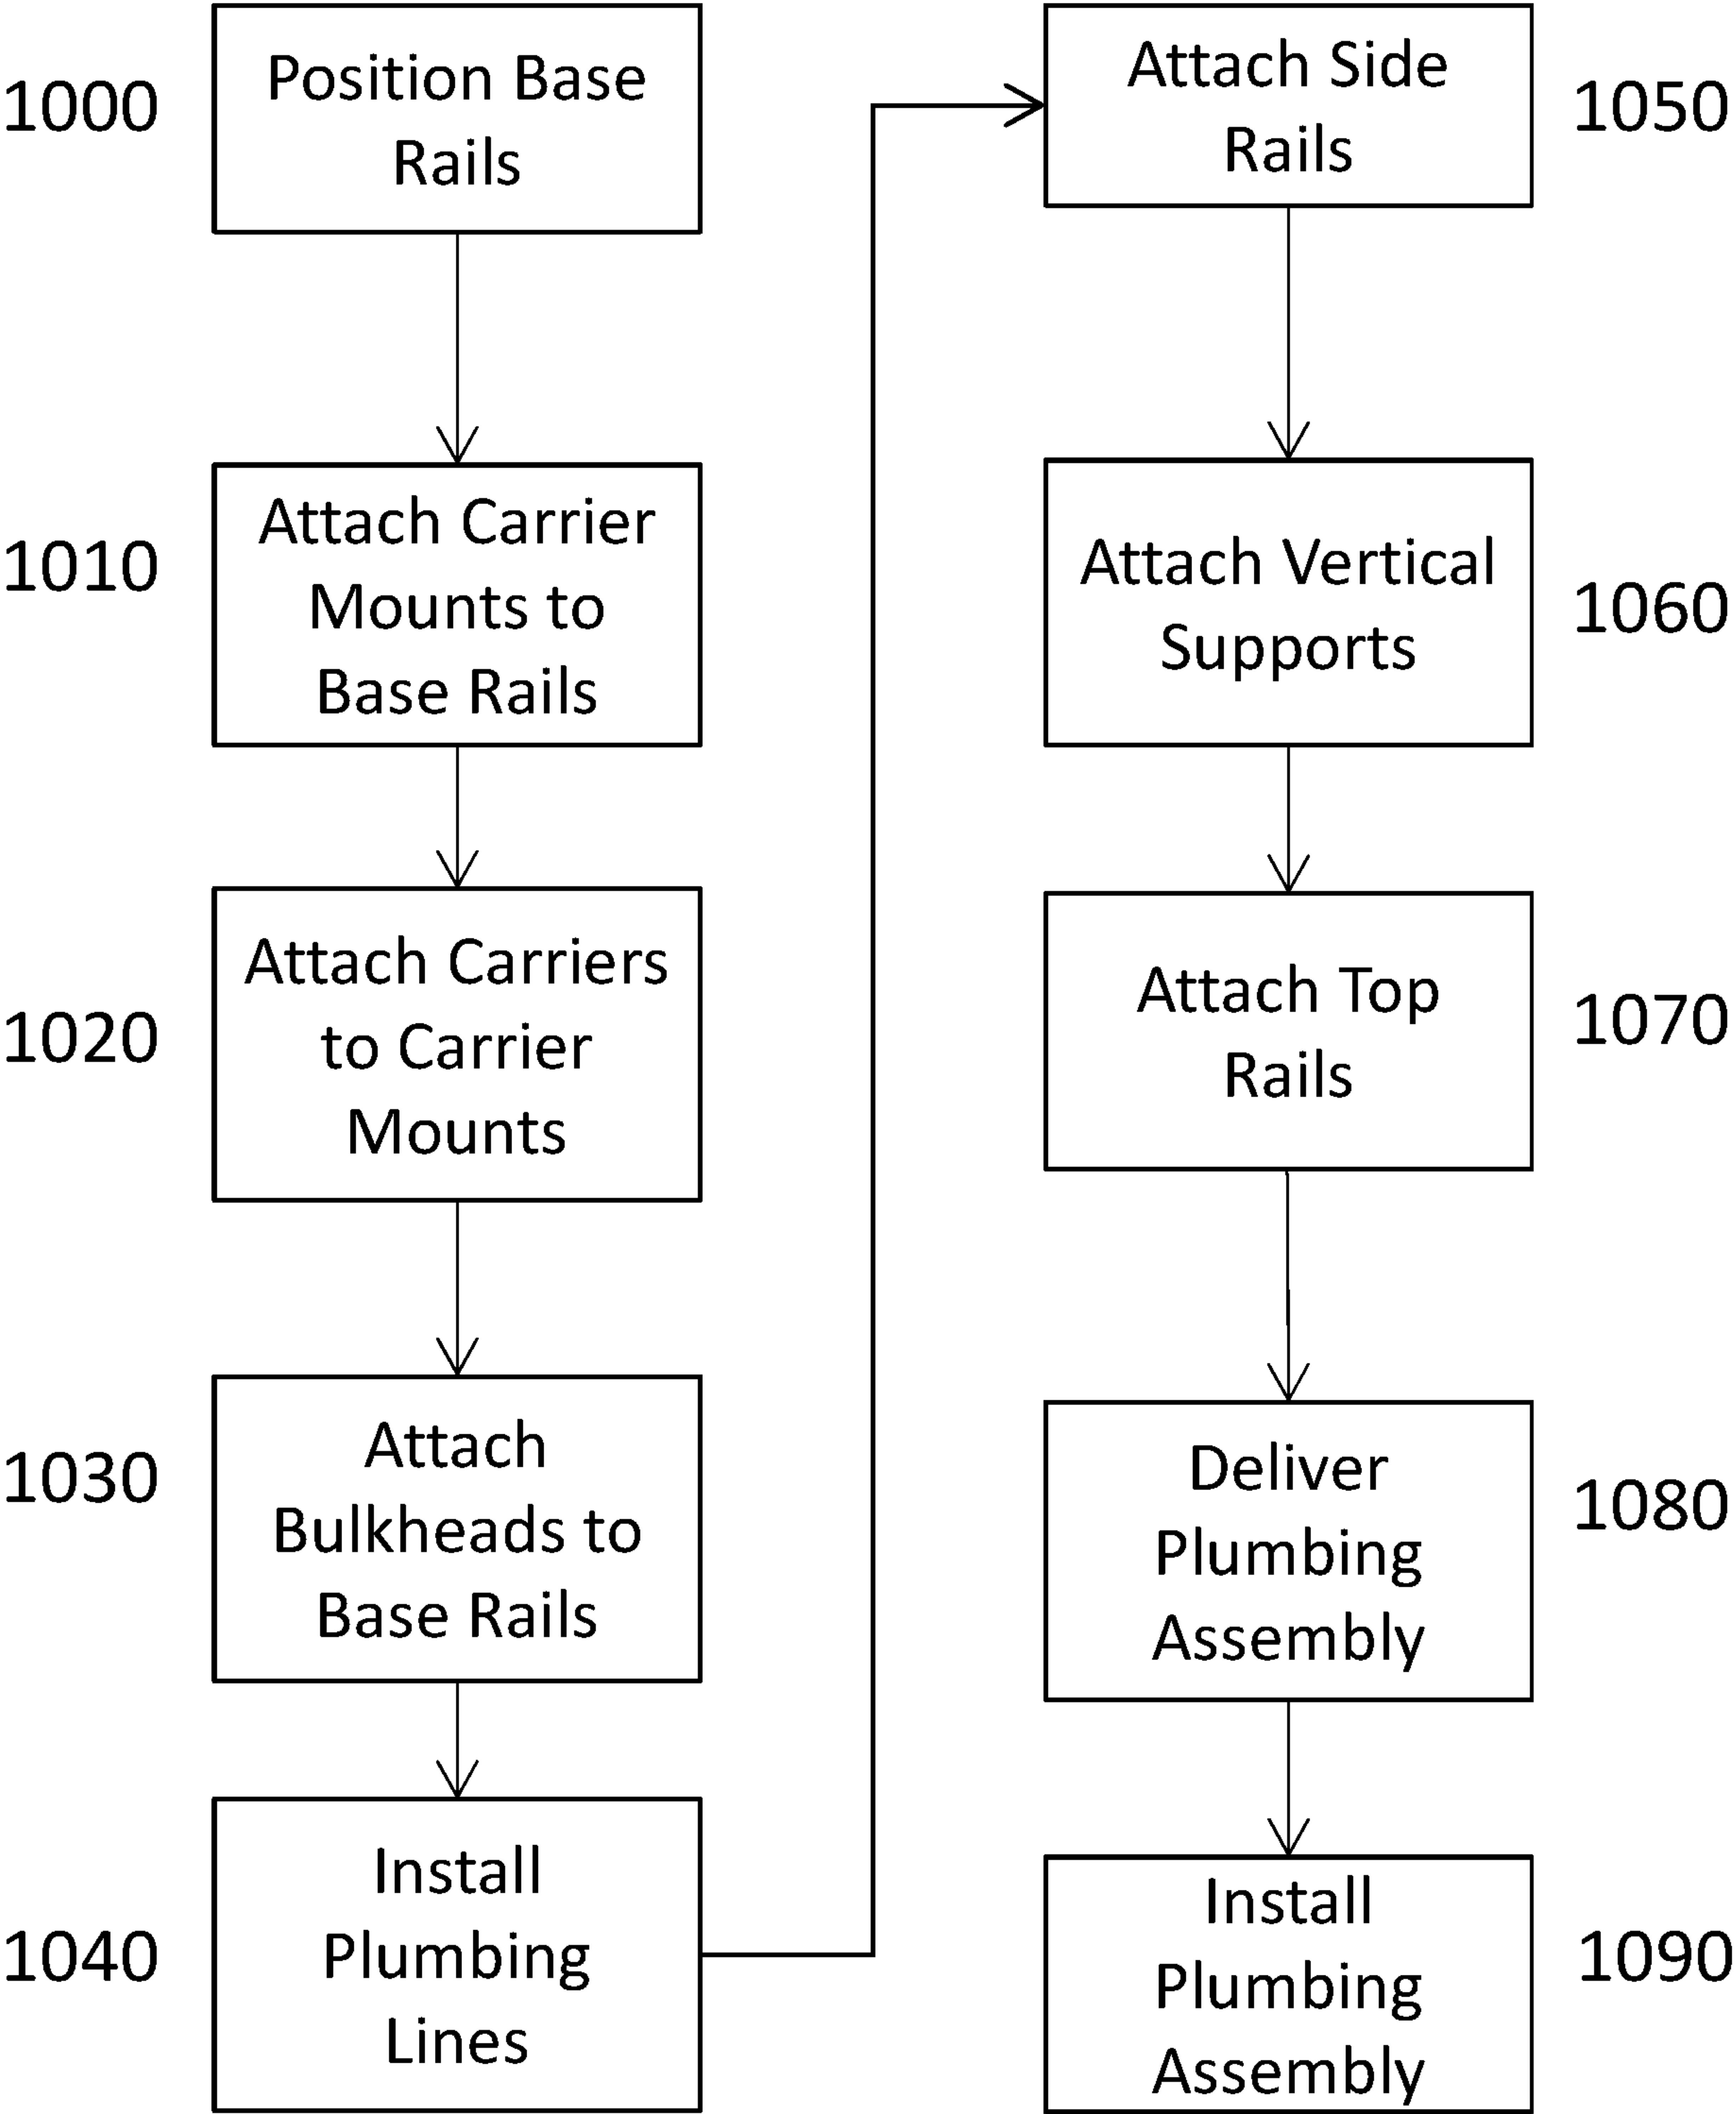 1000
Position Base
Rails
1010
Attach Carrier
Mounts to
Base Rails
1020
Attach Carriers
to Carrier
Mounts
1030
Attach
Bulkheads to
Base Rails
1040
Install
Plumbing
Lines
Attach Side
Rails
1050
Attach Vertical
Supports
1060
Attach Top
Rails
1070
Deliver
Plumbing
Assembly
1080
Install
Plumbing
Assembly
1090